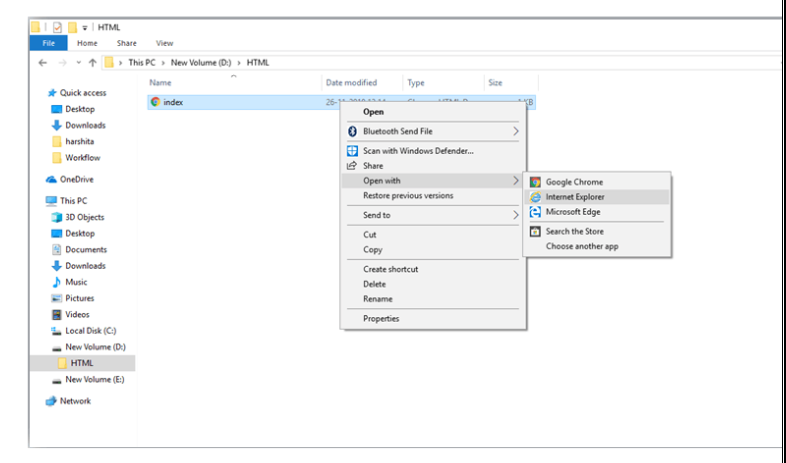 HTML
File Home Share View
This PC > New Volume (D:) > HTML
Name Date modified Type Size
index
Quick access
Desktop
Downloads
harshita
Workflow
OneDrive
This PC
3D Objects
Desktop
Documents
Downloads
Music
Pictures
Videos
Local Disk (C:)
New Volume (D:)
HTML
New Volume (E:)
Network
Open
Bluetooth Send File
Scan with Windows Defender...
Share
Open with
Restore previous versions
Send to
Cut
Copy
Create shortcut
Delete
Rename
Properties
Google Chrome
Internet Explorer
Microsoft Edge
Search the Store
Choose another app